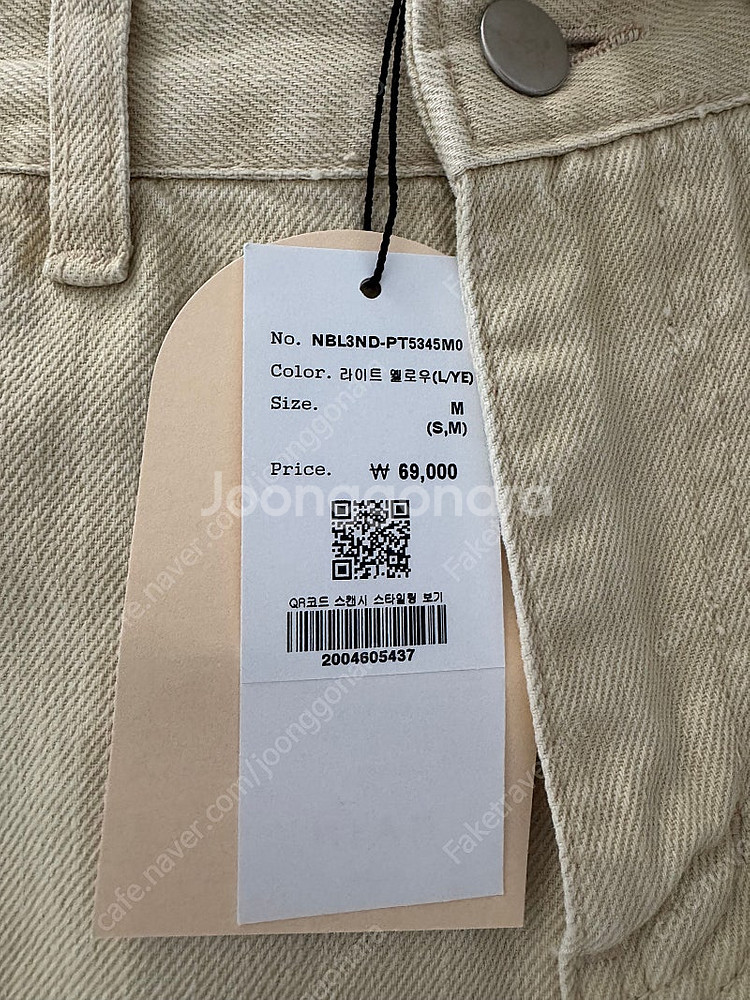 No. NBL3ND-PT5345M0
Color. 라이트 옐로우(L/YE)
Size. M
(S,M)
Price. ₩ 69,000
Joonggonara
QR코드 스캔시 스타일링 보기
2004605437
cafe.naver.com/joonggonara
Faketravel